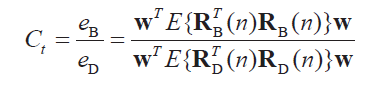 C_t = e_B / e_D = w^T E{R_B^T(n)R_B(n)}w / w^T E{R_D^T(n)R_D(n)}w